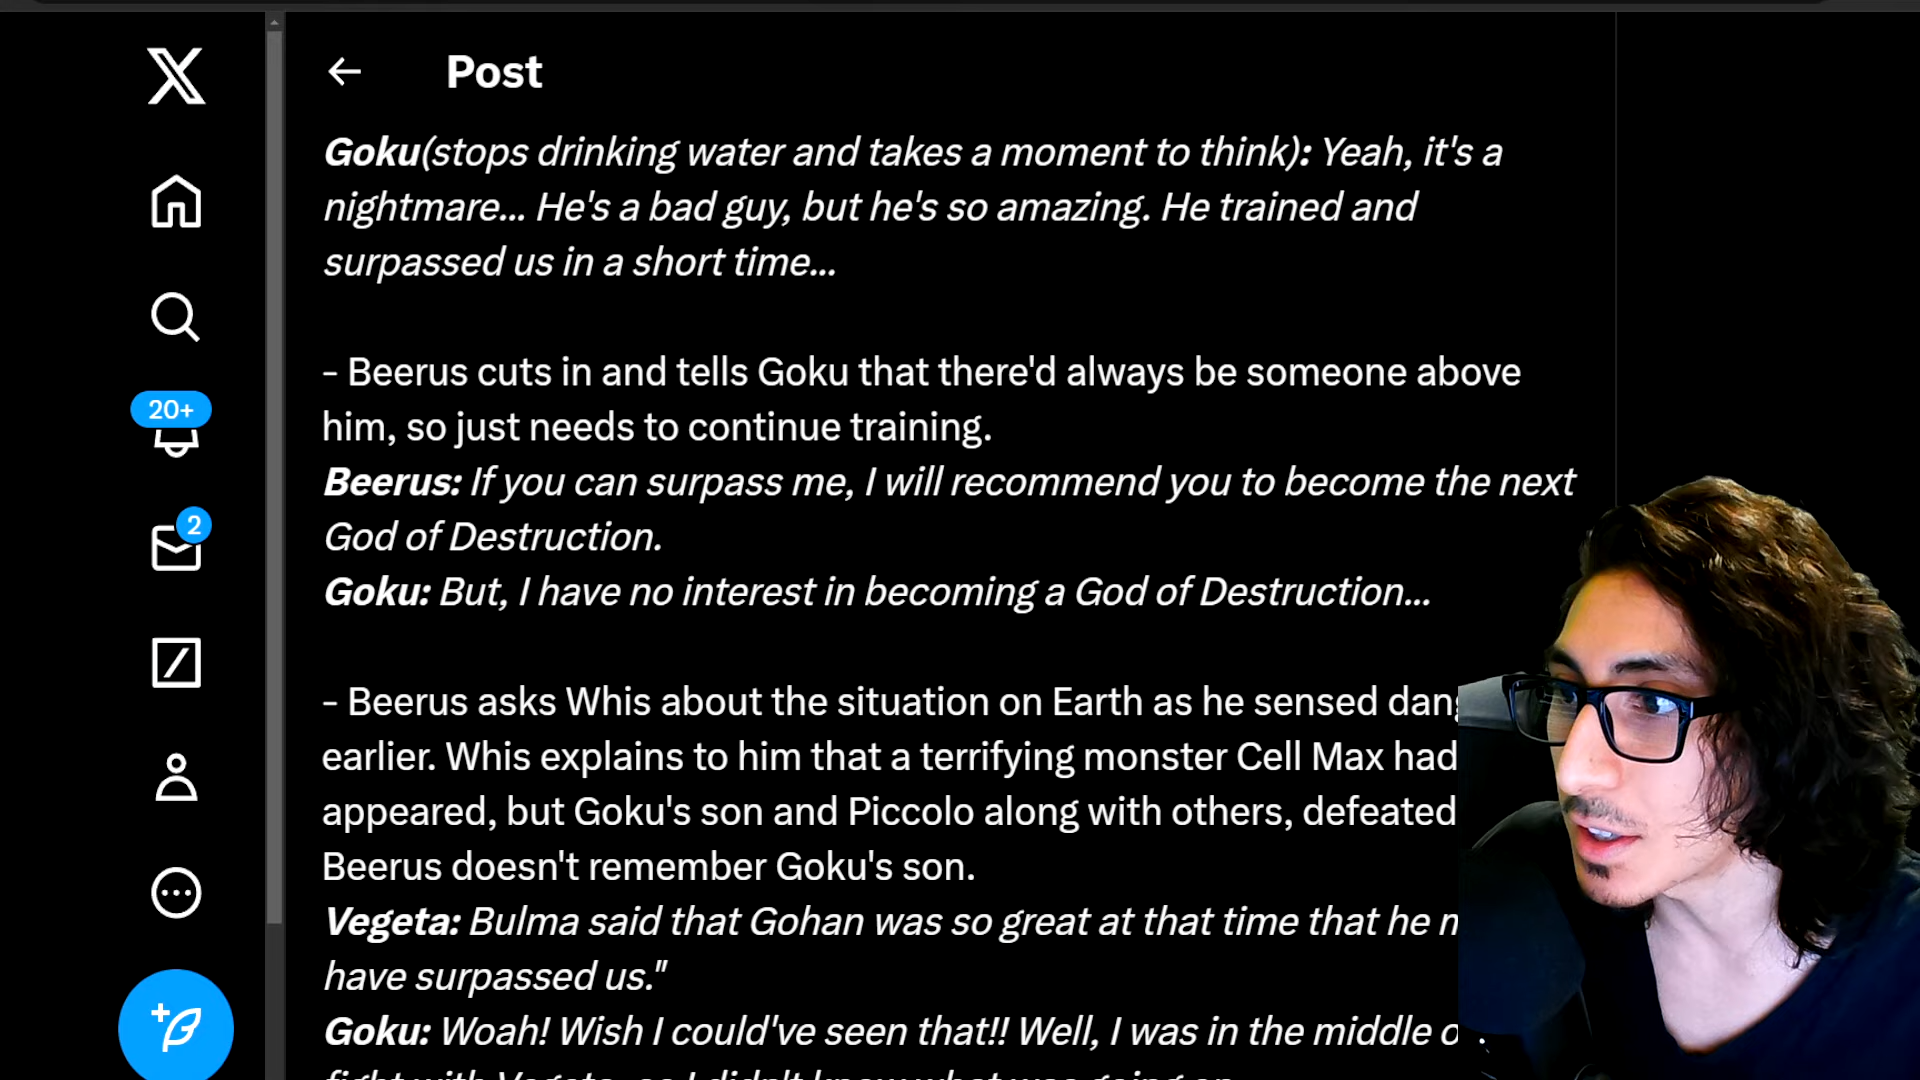 Post
Goku(stops drinking water and takes a moment to think): Yeah, it's a
nightmare... He's a bad guy, but he's so amazing. He trained and
surpassed us in a short time...
- Beerus cuts in and tells Goku that there'd always be someone above
him, so just needs to continue training.
Beerus: If you can surpass me, I will recommend you to become the next
God of Destruction.
Goku: But, I have no interest in becoming a God of Destruction...
- Beerus asks Whis about the situation on Earth as he sensed
earlier. Whis explains to him that a terrifying monster Cell Max had
appeared, but Goku's son and Piccolo along with others, defeated
Beerus doesn't remember Goku's son.
Vegeta: Bulma said that Gohan was so great at that time that he
have surpassed us."
Goku: Woah! Wish I could've seen that!! Well, I was in the middle
20+
2